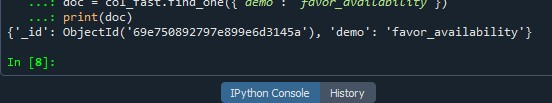 ...: doc = col_fast.find_one({'demo': 'favor_availability'})
...: print(doc)
{'_id': ObjectId('69e750892797e899e6d3145a'), 'demo': 'favor_availability'}
In [8]:
IPython Console
History